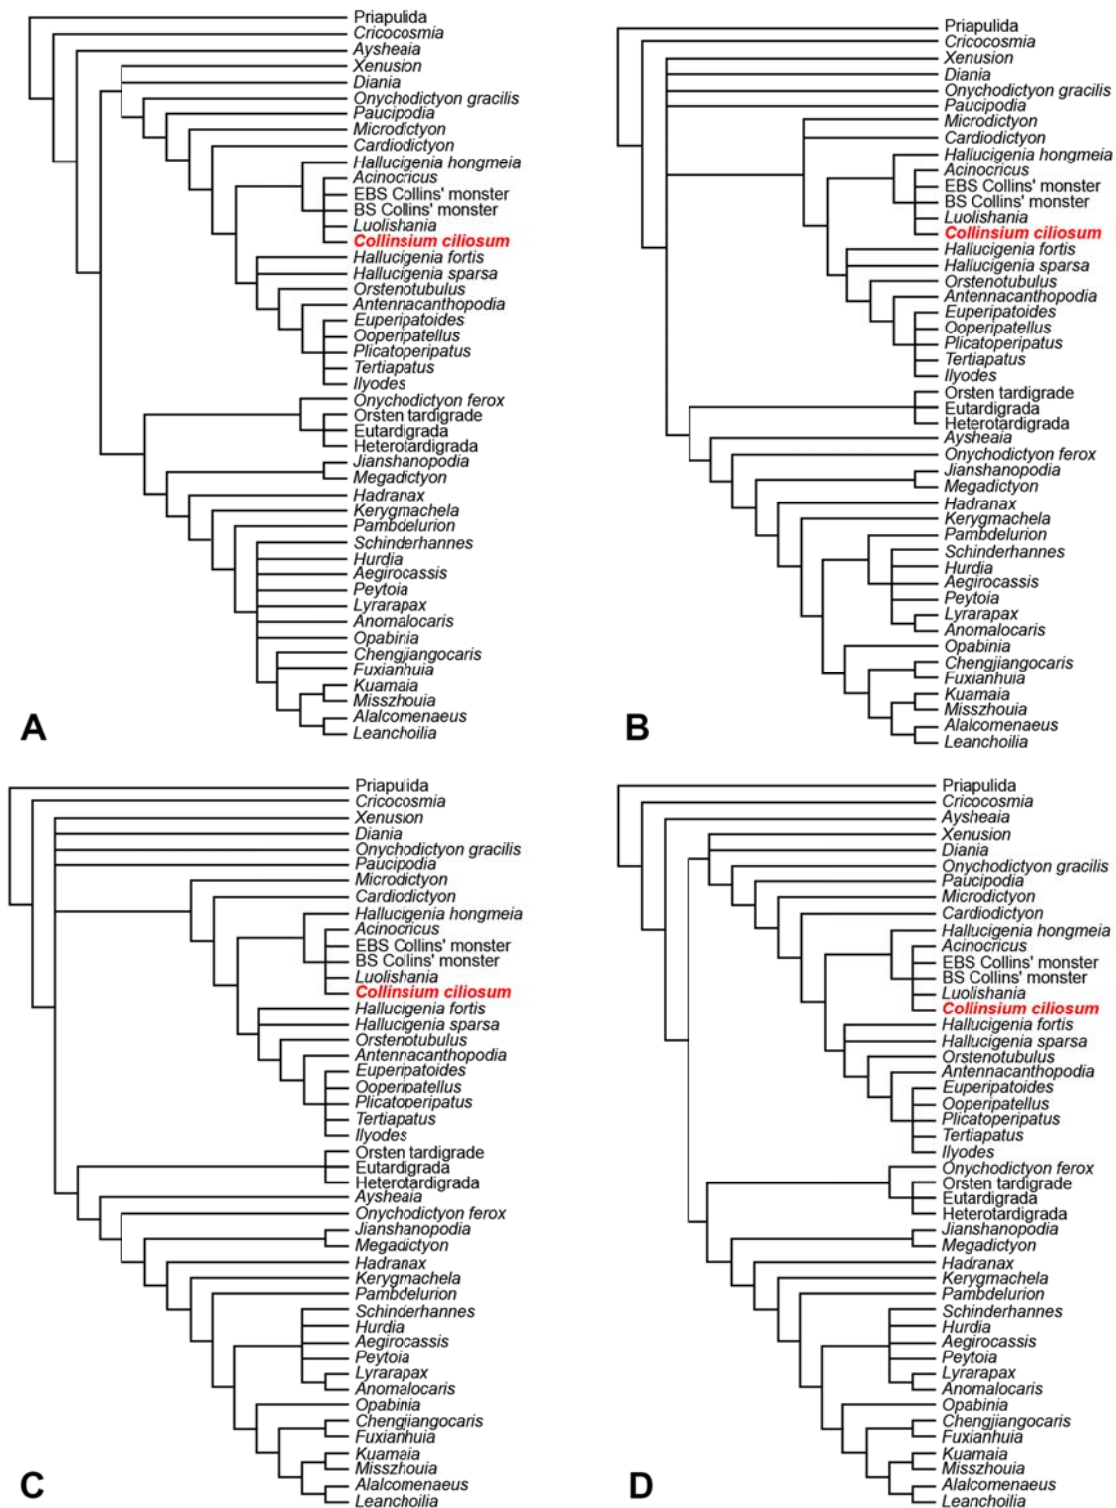 Priapulida
Cricocosmia
Aysheaia
Xenusion
Diania
Onychodictyon gracilis
Paucipodia
Microdictyon
Cardiodictyon
Hallucigenia hongmeia
Acinocricus
EBS Collins' monster
BS Collins' monster
Luolishania
Collinsium ciliosum
Hallucigenia fortis
Hallucigenia sparsa
Orstenotubulus
Antennacanthopodia
Euperipatoides
Ooperipatellus
Plicatoperipatus
Tertiapatus
Ilyodes
Onychodictyon ferox
Orsten tardigrade
Eutardigrada
Heterotardigrada
Jianshanopodia
Megadictyon
Hadranax
Kerygmachela
Pambdelurion
Schinderhannes
Hurdia
Aegirocassis
Peytoia
Lyrarapax
Anomalocaris
Opabinia
Chengjiangocaris
Fuxianhuia
Kuamaia
Misszhouia
Alalcomenaeus
Leanchoilia
A
Priapulida
Cricocosmia
Xenusion
Diania
Onychodictyon gracilis
Paucipodia
Microdictyon
Cardiodictyon
Hallucigenia hongmeia
Acinocricus
EBS Collins' monster
BS Collins' monster
Luolishania
Collinsium ciliosum
Hallucigenia fortis
Hallucigenia sparsa
Orstenotubulus
Antennacanthopodia
Euperipatoides
Ooperipatellus
Plicatoperipatus
Tertiapatus
Ilyodes
Orsten tardigrade
Eutardigrada
Heterotardigrada
Aysheaia
Onychodictyon ferox
Jianshanopodia
Megadictyon
Hadranax
Kerygmachela
Pambdelurion
Schinderhannes
Hurdia
Aegirocassis
Peytoia
Lyrarapax
Anomalocaris
Opabinia
Chengjiangocaris
Fuxianhuia
Kuamaia
Misszhouia
Alalcomenaeus
Leanchoilia
B
Priapulida
Cricocosmia
Xenusion
Diania
Onychodictyon gracilis
Paucipodia
Microdictyon
Cardiodictyon
Hallucigenia hongmeia
Acinocricus
EBS Collins' monster
BS Collins' monster
Luolishania
Collinsium ciliosum
Hallucigenia fortis
Hallucigenia sparsa
Orstenotubulus
Antennacanthopodia
Euperipatoides
Ooperipatellus
Plicatoperipatus
Tertiapatus
Ilyodes
Orsten tardigrade
Eutardigrada
Heterotardigrada
Aysheaia
Onychodictyon ferox
Jianshanopodia
Megadictyon
Hadranax
Kerygmachela
Pambdelurion
Schinderhannes
Hurdia
Aegirocassis
Peytoia
Lyrarapax
Anomalocaris
Opabinia
Chengjiangocaris
Fuxianhuia
Kuamaia
Misszhouia
Alalcomenaeus
Leanchoilia
C
Priapulida
Cricocosmia
Aysheaia
Xenusion
Diania
Onychodictyon gracilis
Paucipodia
Microdictyon
Cardiodictyon
Hallucigenia hongmeia
Acinocricus
EBS Collins' monster
BS Collins' monster
Luolishania
Collinsium ciliosum
Hallucigenia fortis
Hallucigenia sparsa
Orstenotubulus
Antennacanthopodia
Euperipatoides
Ooperipatellus
Plicatoperipatus
Tertiapatus
Ilyodes
Onychodictyon ferox
Orsten tardigrade
Eutardigrada
Heterotardigrada
Jianshanopodia
Megadictyon
Hadranax
Kerygmachela
Pambdelurion
Schinderhannes
Hurdia
Aegirocassis
Peytoia
Lyrarapax
Anomalocaris
Opabinia
Chengjiangocaris
Fuxianhuia
Kuamaia
Misszhouia
Alalcomenaeus
Leanchoilia
D